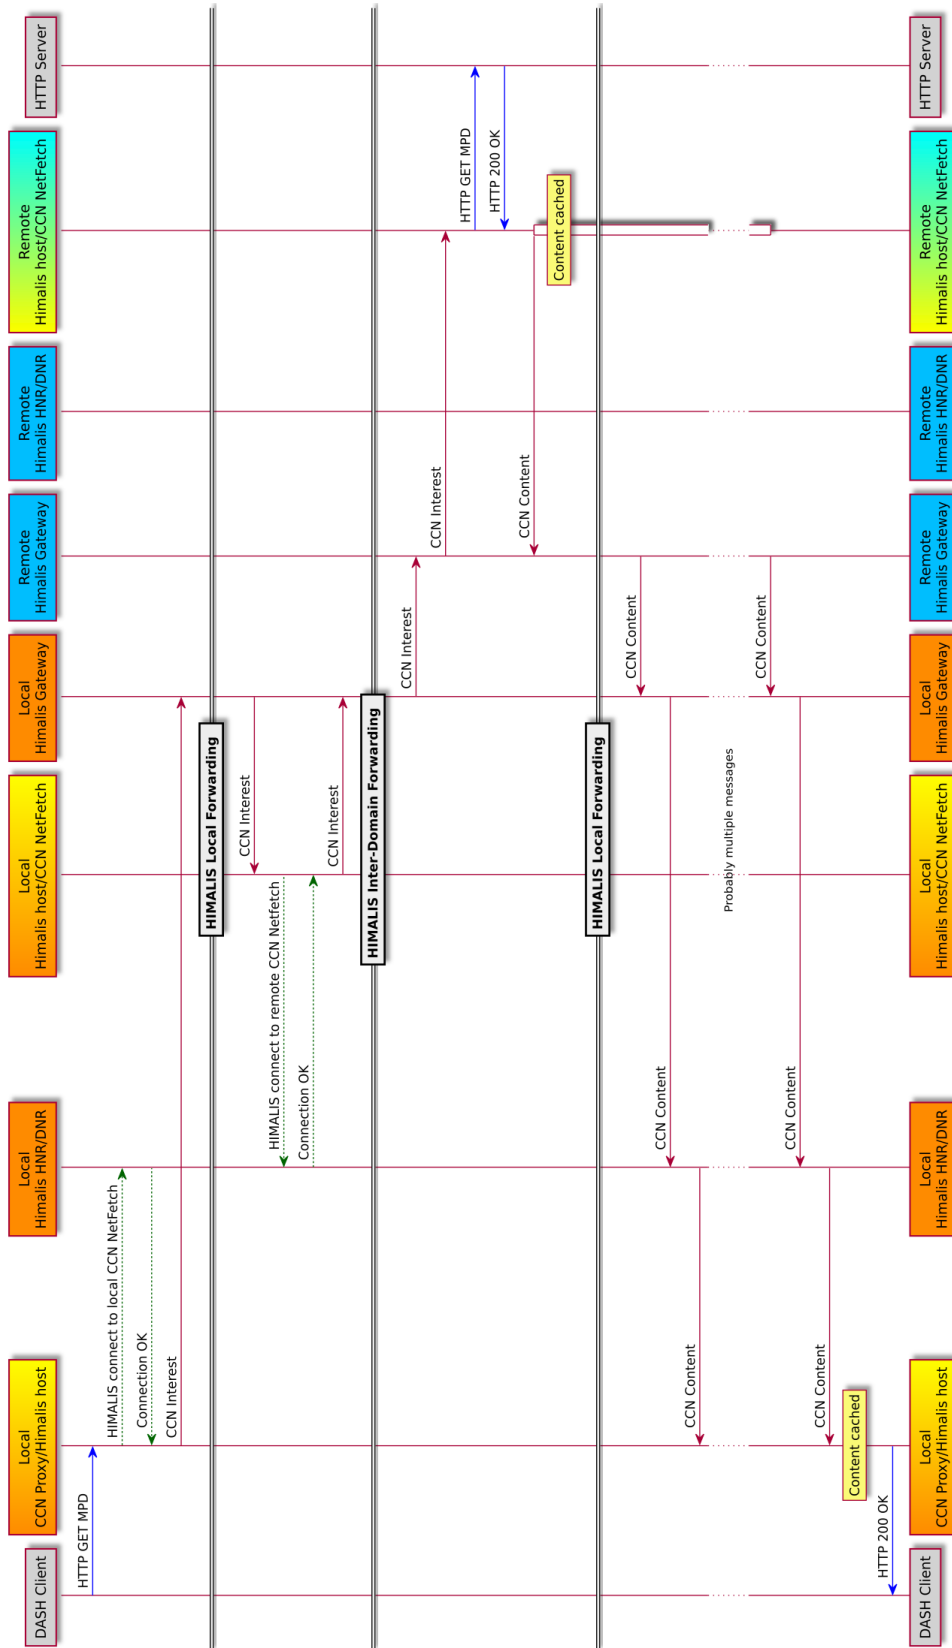 DASH Client
Local
CCN Proxy/Himalis host
Local
Himalis HNR/DNR
Local
Himalis host/CCN NetFetch
Local
Himalis Gateway
Remote
Himalis Gateway
Remote
Himalis HNR/DNR
Remote
Himalis host/CCN NetFetch
HTTP Server
HTTP GET MPD
HIMALIS connect to local CCN NetFetch
Connection OK
CCN Interest
HIMALIS Local Forwarding
CCN Interest
HIMALIS connect to remote CCN Netfetch
Connection OK
CCN Interest
HIMALIS Inter-Domain Forwarding
CCN Interest
CCN Interest
HTTP GET MPD
HTTP 200 OK
CCN Content
Content cached
HIMALIS Local Forwarding
CCN Content
CCN Content
CCN Content
Probably multiple messages
CCN Content
CCN Content
CCN Content
Content cached
HTTP 200 OK
DASH Client
Local
CCN Proxy/Himalis host
Local
Himalis HNR/DNR
Local
Himalis host/CCN NetFetch
Local
Himalis Gateway
Remote
Himalis Gateway
Remote
Himalis HNR/DNR
Remote
Himalis host/CCN NetFetch
HTTP Server